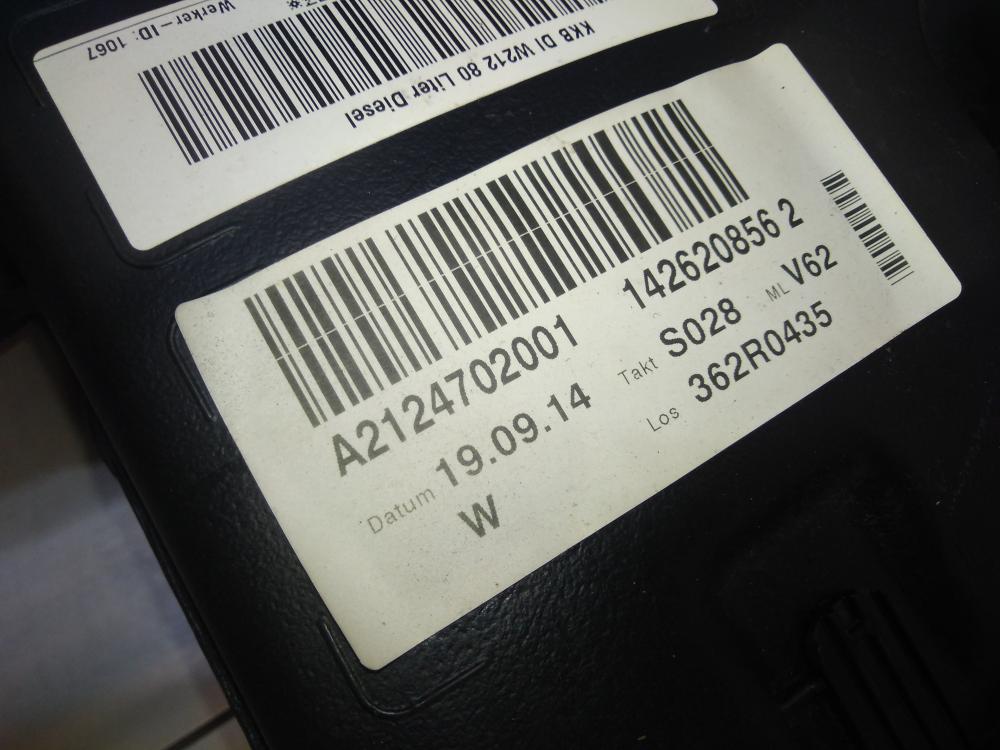 Werker-ID: 1067
KKB DI W212 80 Liter Diesel
A2124702001 142620856 2
Datum 19.09.14 Takt S028 ML V62
W Los 362R0435